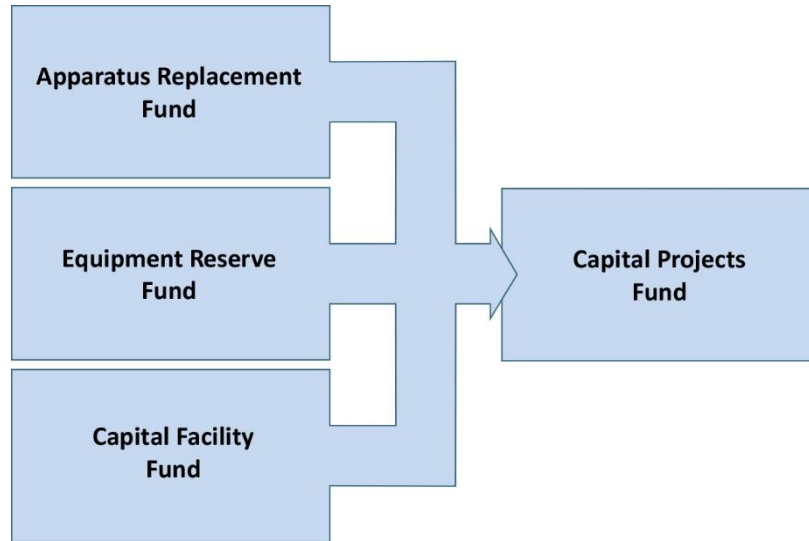 Apparatus Replacement
Fund
Equipment Reserve
Fund
Capital Facility
Fund
Capital Projects
Fund